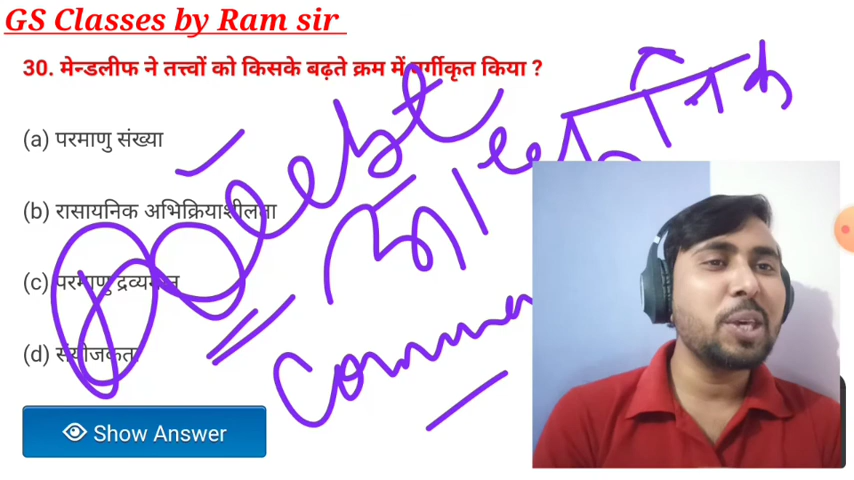 GS Classes by Ram sir
30. मेन्डलीफ ने तत्त्वों को किसके बढ़ते क्रम में वर्गीकृत किया ?
(a) परमाणु संख्या
(b) रासायनिक अभिक्रियाशीलता
(c) परमाणु द्रव्यमान
(d) संयोजकता
Show Answer